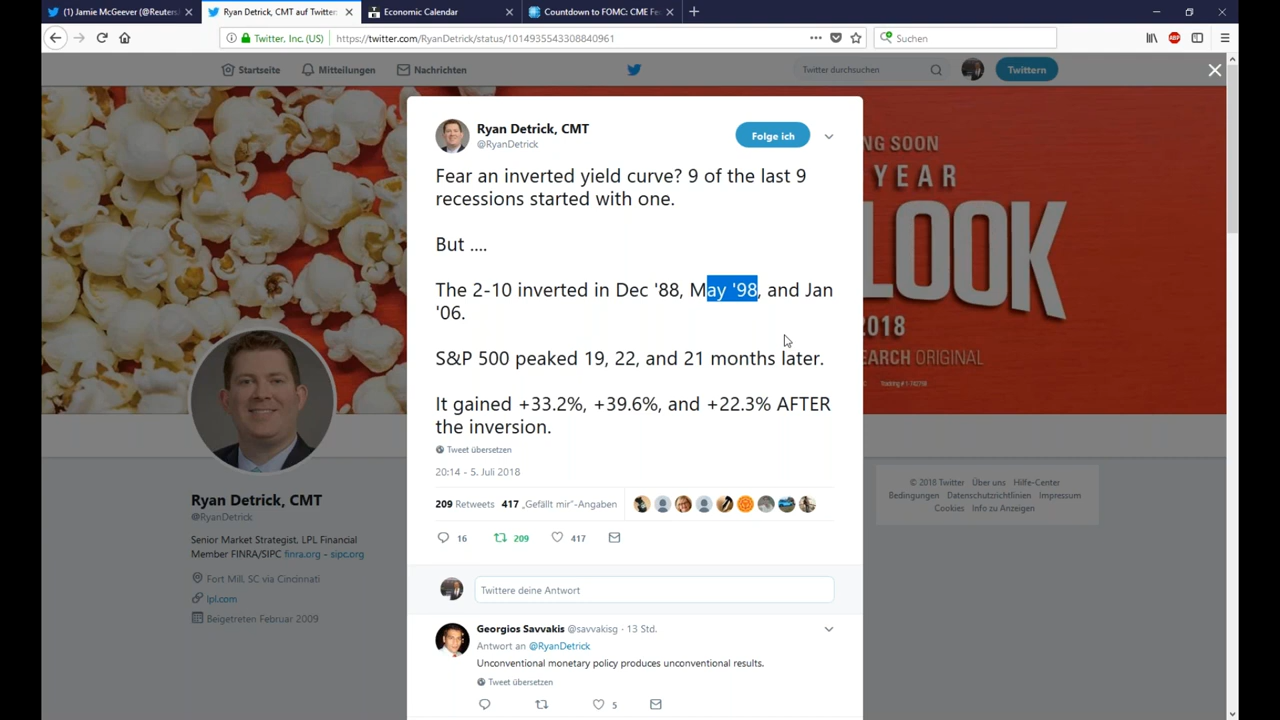 (1) Jamie McGeever (@Reuters
Ryan Detrick, CMT auf Twitter
Economic Calendar
Countdown to FOMC: CME Fe
Twitter, Inc. (US)
https://twitter.com/RyanDetrick/status/1014935543308840961
Suchen
ABP
Startseite
Mitteilungen
Nachrichten
Twitter durchsuchen
Twittern
NG SOON
YEAR
LOOK
2018
EARCH ORIGINAL
Ryan Detrick, CMT
@RyanDetrick
Folge ich
Fear an inverted yield curve? 9 of the last 9
recessions started with one.
But ....
The 2-10 inverted in Dec '88, May '98, and Jan
'06.
S&P 500 peaked 19, 22, and 21 months later.
It gained +33.2%, +39.6%, and +22.3% AFTER
the inversion.
Tweet übersetzen
20:14 - 5. Juli 2018
209 Retweets 417 „Gefällt mir“-Angaben
16 209 417
Twittere deine Antwort
Georgios Savvakis @savvakisg · 13 Std.
Antwort an @RyanDetrick
Unconventional monetary policy produces unconventional results.
Tweet übersetzen
5
Ryan Detrick, CMT
@RyanDetrick
Senior Market Strategist, LPL Financial
Member FINRA/SIPC finra.org – sipc.org
Fort Mill, SC via Cincinnati
lpl.com
Beigetreten Februar 2009
© 2018 Twitter Über uns Hilfe-Center
Bedingungen Datenschutzrichtlinien Impressum
Cookies Info zu Anzeigen